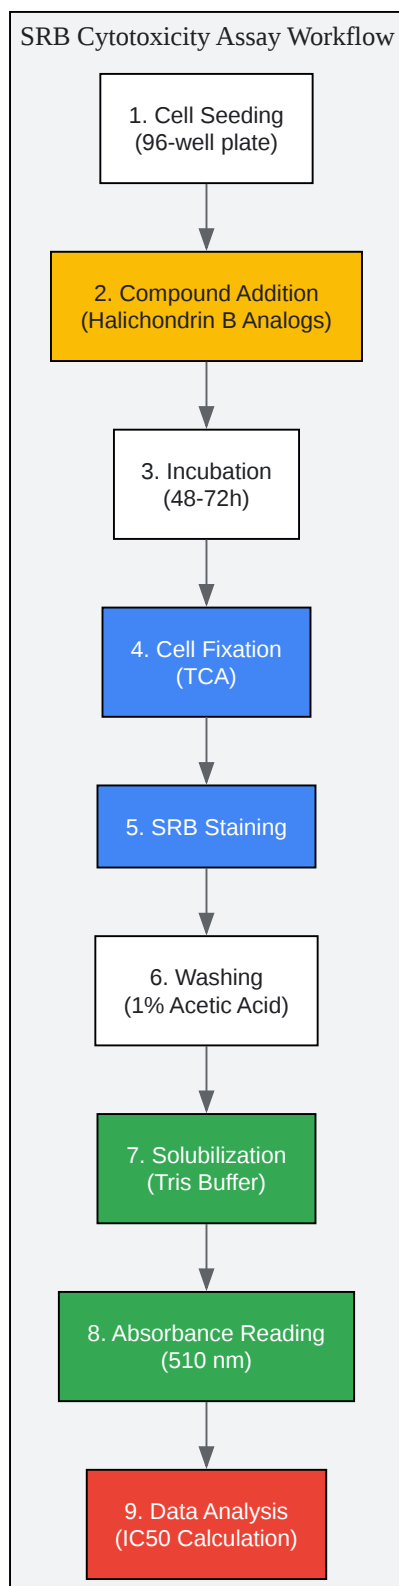 SRB Cytotoxicity Assay Workflow
1. Cell Seeding
(96-well plate)
2. Compound Addition
(Halichondrin B Analogs)
3. Incubation
(48-72h)
4. Cell Fixation
(TCA)
5. SRB Staining
6. Washing
(1% Acetic Acid)
7. Solubilization
(Tris Buffer)
8. Absorbance Reading
(510 nm)
9. Data Analysis
(IC50 Calculation)